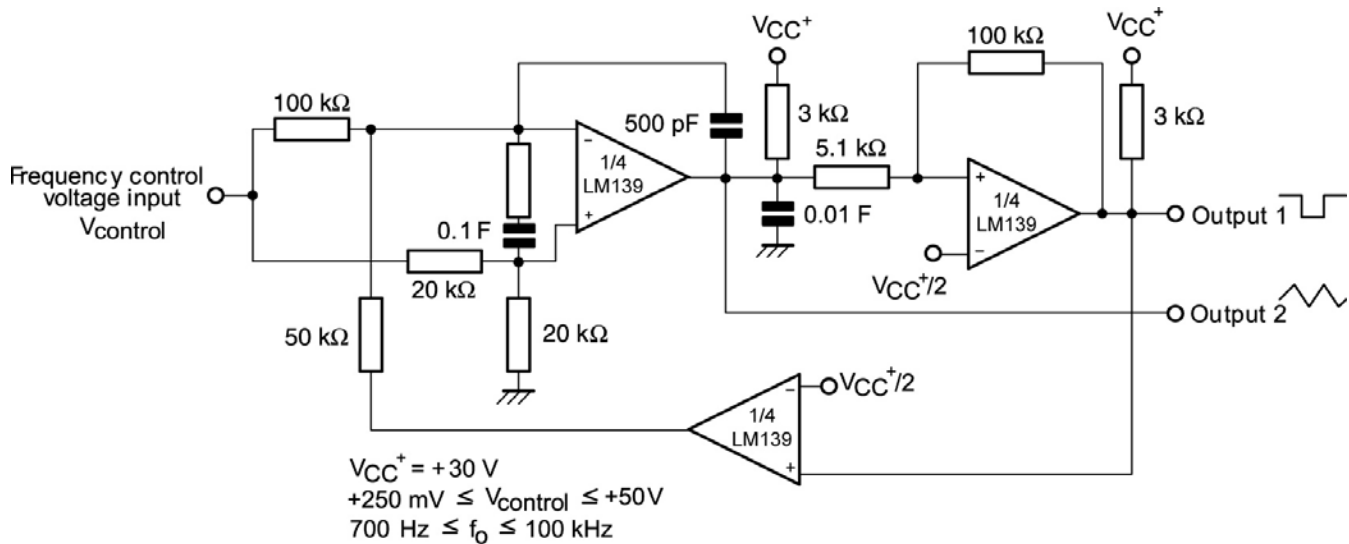 VCC+
100 kΩ
VCC+
100 kΩ
500 pF
3 kΩ
3 kΩ
5.1 kΩ
−
1/4
LM139
+
Frequency control
voltage input
Vcontrol
0.1 F
0.01 F
+
1/4
LM139
−
Output 1
20 kΩ
VCC+/2
50 kΩ
20 kΩ
Output 2
−
VCC+/2
1/4
LM139
+
VCC+ = +30 V
+250 mV ≤ Vcontrol ≤ +50V
700 Hz ≤ fo ≤ 100 kHz